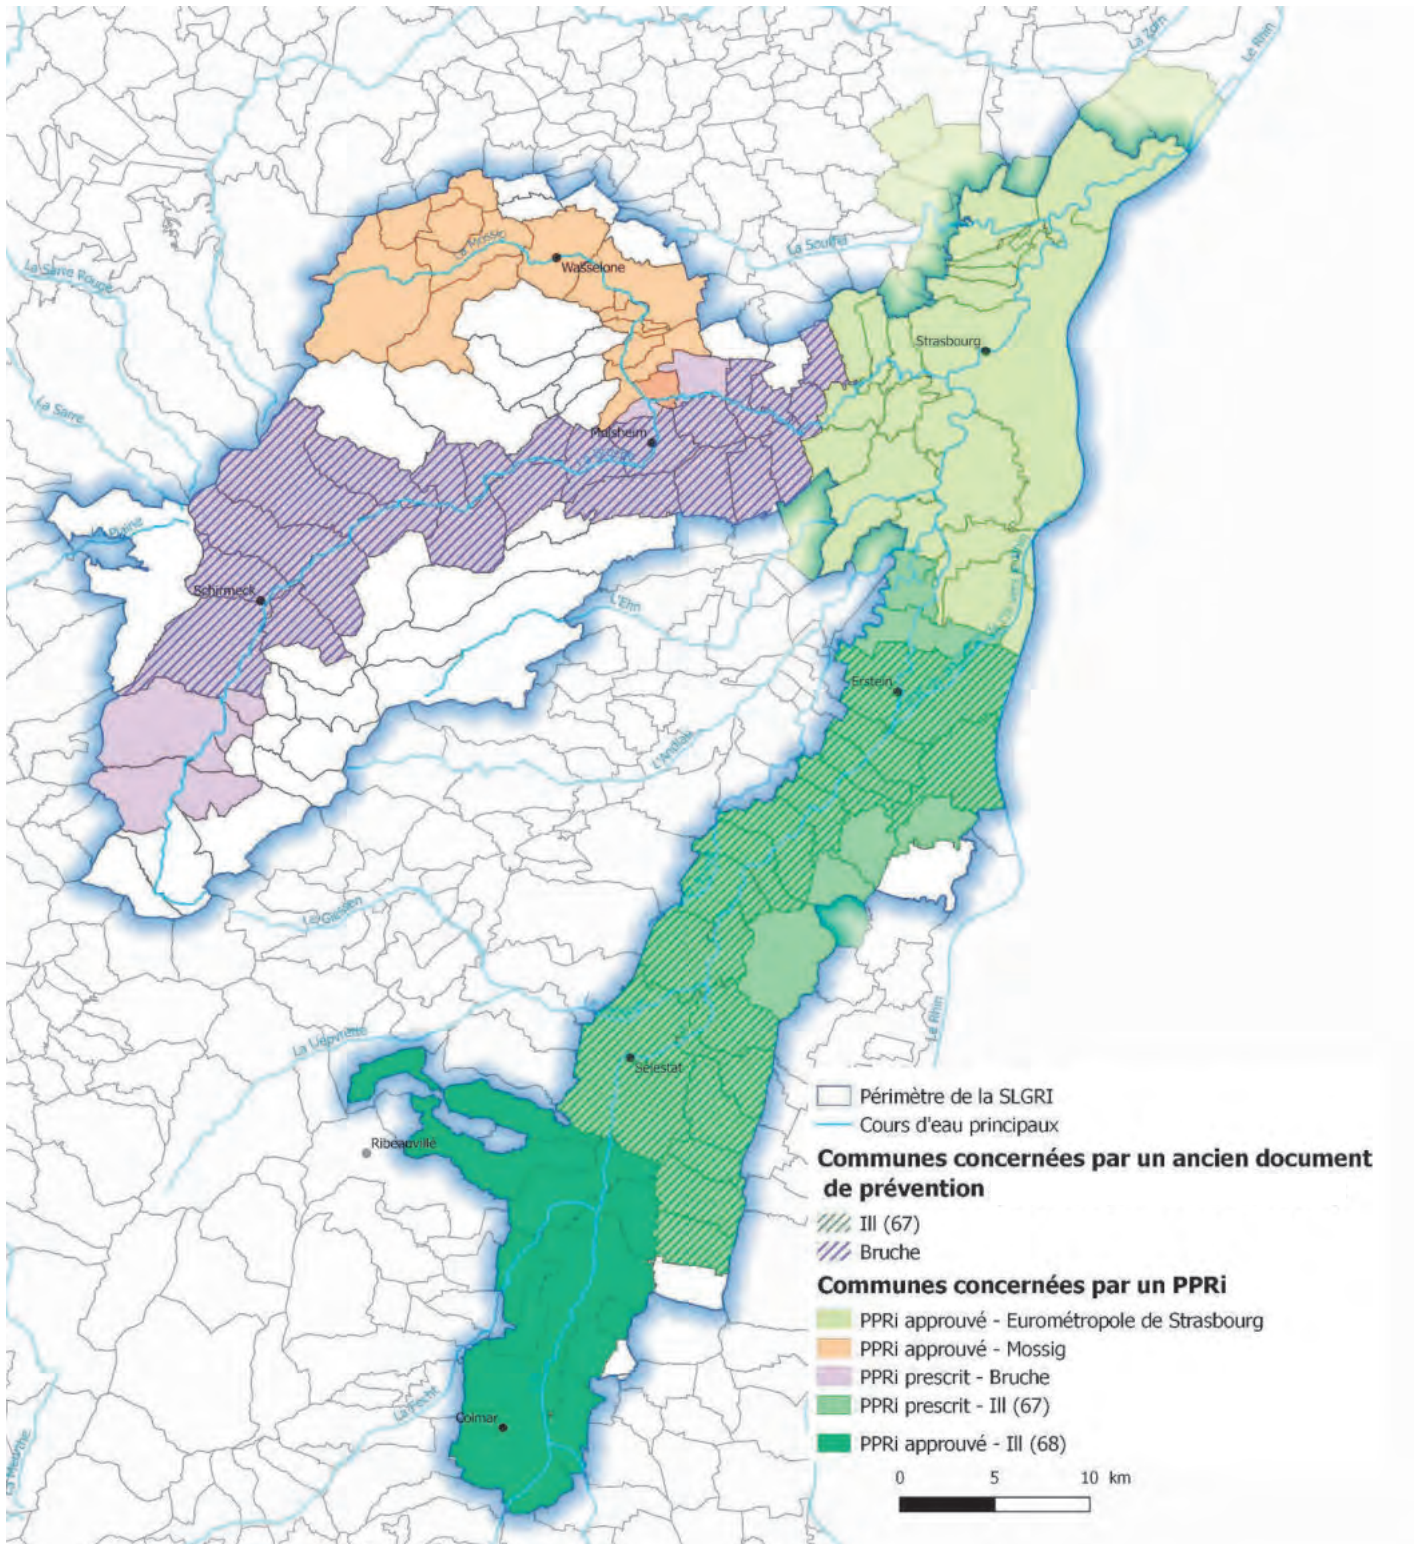 La Zorn
Le Rhin
La Mossig
La Souffel
Wasselone
La Sarre Rouge
Strasbourg
La Sarre
Molsheim
La Bruche
La Plaine
Schirmeck
L'Ehn
Erstein
L'Andlau
Le Giessen
Le Rhin
La Liepvrette
Sélestat
Ribeauvillé
La Fecht
Colmar
La Meurthe
Périmètre de la SLGRI
Cours d'eau principaux
Communes concernées par un ancien document
de prévention
Ill (67)
Bruche
Communes concernées par un PPRi
PPRi approuvé - Eurométropole de Strasbourg
PPRi approuvé - Mossig
PPRi prescrit - Bruche
PPRi prescrit - Ill (67)
PPRi approuvé - Ill (68)
0 5 10 km